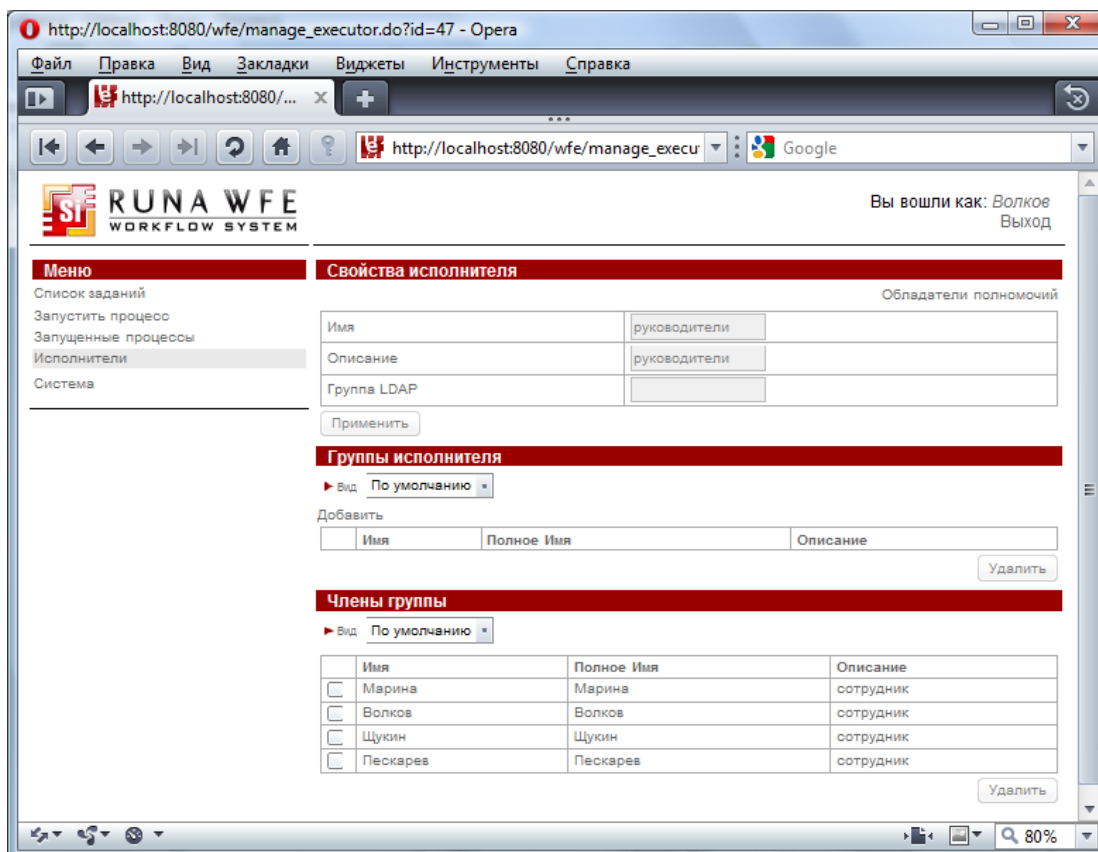 http://localhost:8080/wfe/manage_executor.do?id=47 - Opera
Файл Правка Вид Закладки Виджеты Инструменты Справка
http://localhost:8080/...
http://localhost:8080/wfe/manage_execu
Google
Si
RUNA WFE
WORKFLOW SYSTEM
Вы вошли как: Волков
Выход
Меню
Список заданий
Запустить процесс
Запущенные процессы
Исполнители
Система
Свойства исполнителя
Обладатели полномочий
Имя руководители
Описание руководители
Группа LDAP
Применить
Группы исполнителя
Вид По умолчанию
Добавить
Имя Полное Имя Описание
Удалить
Члены группы
Вид По умолчанию
Имя Полное Имя Описание
Марина Марина сотрудник
Волков Волков сотрудник
Щукин Щукин сотрудник
Пескарев Пескарев сотрудник
Удалить
80%